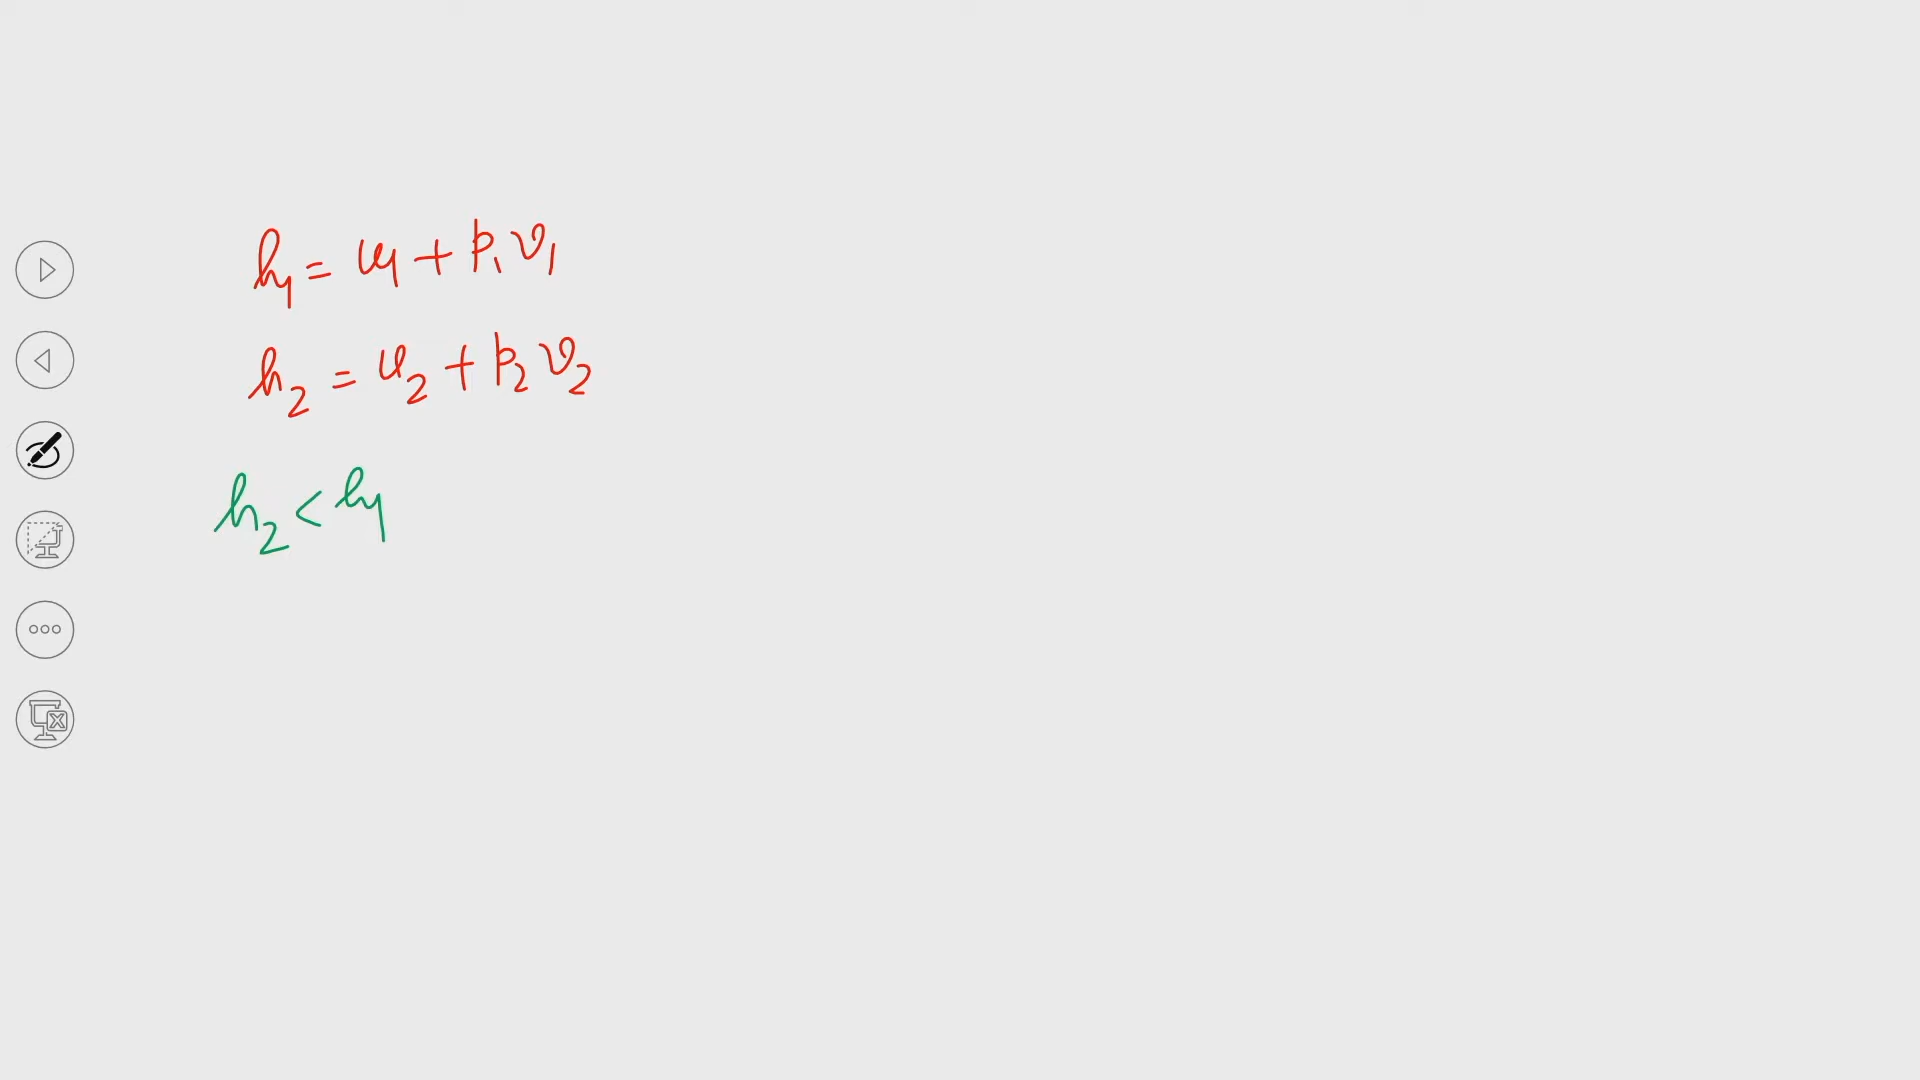 h₁ = u₁ + p₁v₁
h₂ = u₂ + p₂v₂
h₂ < h₁